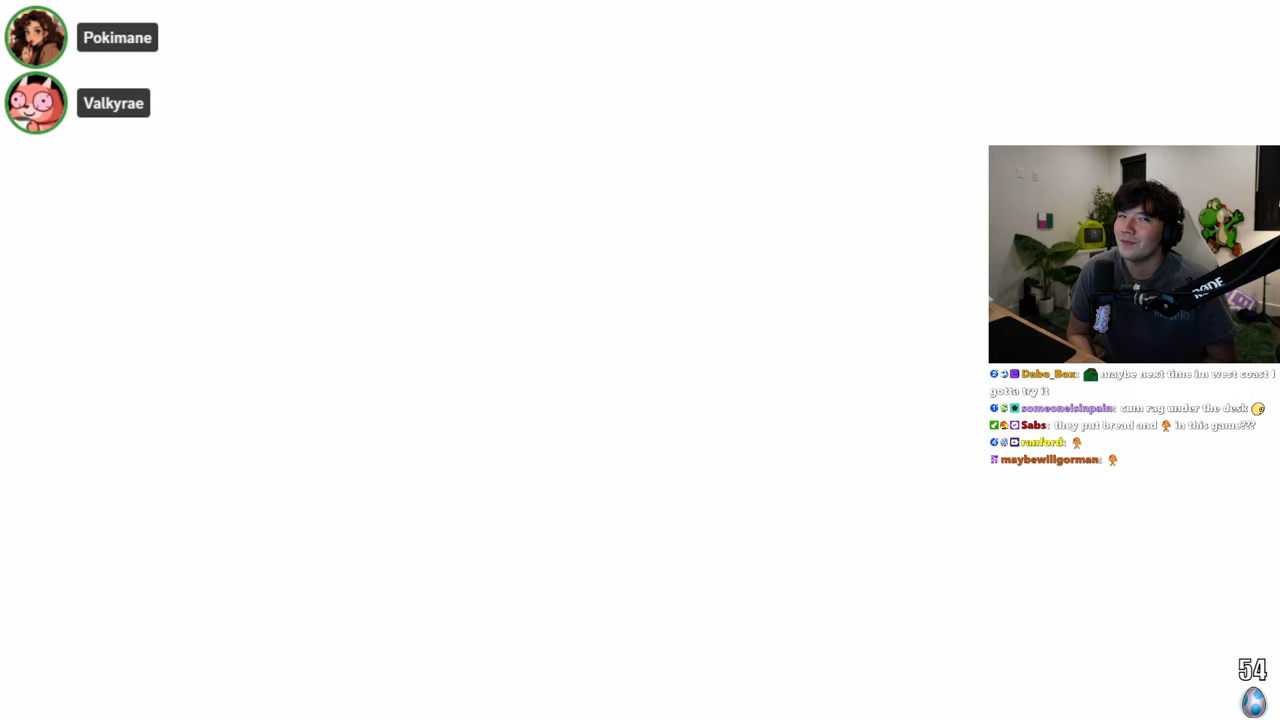 Pokimane
Valkyrae
RØDE
Dabo_Box: maybe next time im west coast I
gotta try it
someoneisinpain: cum rag under the desk
Sabs: they put bread and in this game???
ranford:
maybewillgorman:
54